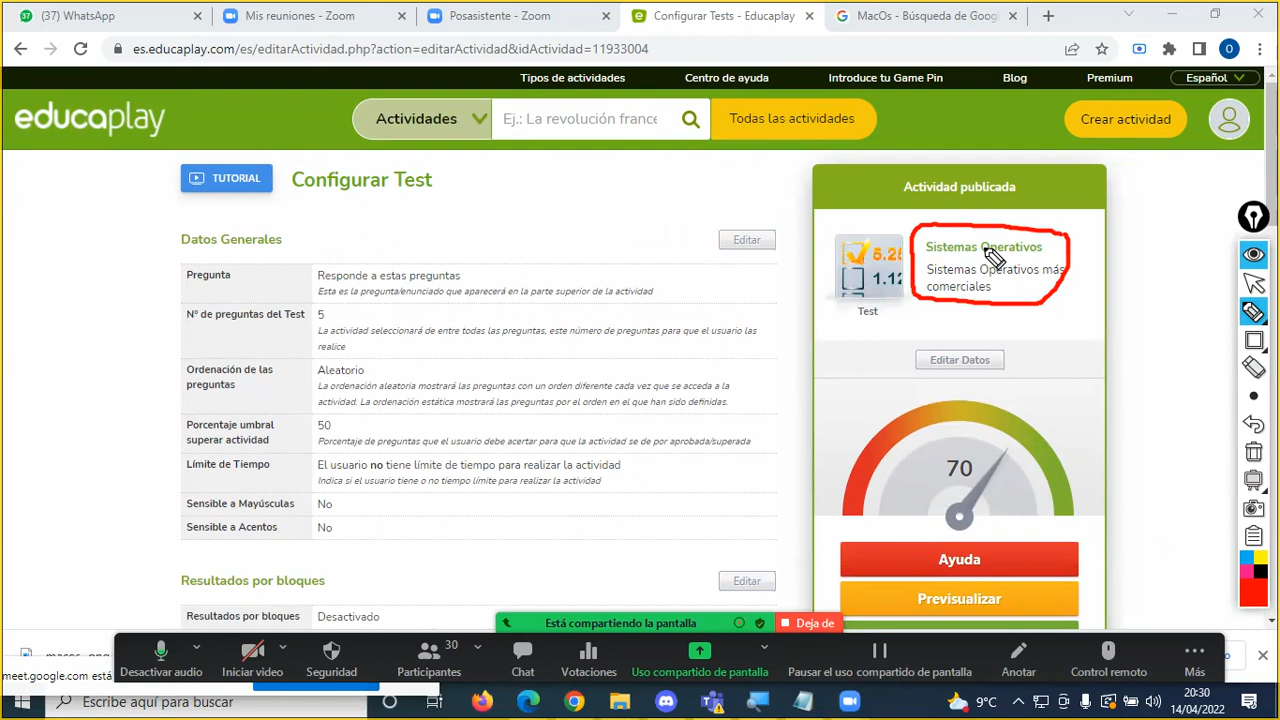 37
(37) WhatsApp
Mis reuniones - Zoom
Posasistente - Zoom
Configurar Tests - Educaplay
MacOs - Búsqueda de Googl
es.educaplay.com/es/editarActividad.php?action=editarActividad&idActividad=11933004
O
Tipos de actividades
Centro de ayuda
Introduce tu Game Pin
Blog
Premium
Español
educaplay
Actividades
Ej.: La revolución france
Todas las actividades
Crear actividad
TUTORIAL
Configurar Test
Actividad publicada
Datos Generales
Editar
Sistemas Operativos
Sistemas Operativos más
comerciales
5.25
1.12
Test
Pregunta
Responde a estas preguntas
Esta es la pregunta/enunciado que aparecerá en la parte superior de la actividad
Nº de preguntas del Test
5
La actividad seleccionará de entre todas las preguntas, este número de preguntas para que el usuario las
realice
Editar Datos
Ordenación de las
preguntas
Aleatorio
La ordenación aleatoria mostrará las preguntas con un orden diferente cada vez que se acceda a la
actividad. La ordenación estática mostrará las preguntas por el orden en el que han sido definidas.
Porcentaje umbral
superar actividad
50
Porcentaje de preguntas que el usuario debe acertar para que la actividad se de por aprobada/superada
Límite de Tiempo
El usuario no tiene límite de tiempo para realizar la actividad
Indica si el usuario tiene o no tiempo límite para realizar la actividad
70
Sensible a Mayúsculas
No
Sensible a Acentos
No
Ayuda
Resultados por bloques
Editar
Previsualizar
Resultados por bloques
Desactivado
Está compartiendo la pantalla
Deja de
30
Desactivar audio
Iniciar video
Seguridad
Participantes
Chat
Votaciones
Uso compartido de pantalla
Pausar el uso compartido de pantalla
Anotar
Control remoto
Más
meet.google.com está
Escribe aquí para buscar
9°C
20:30
14/04/2022